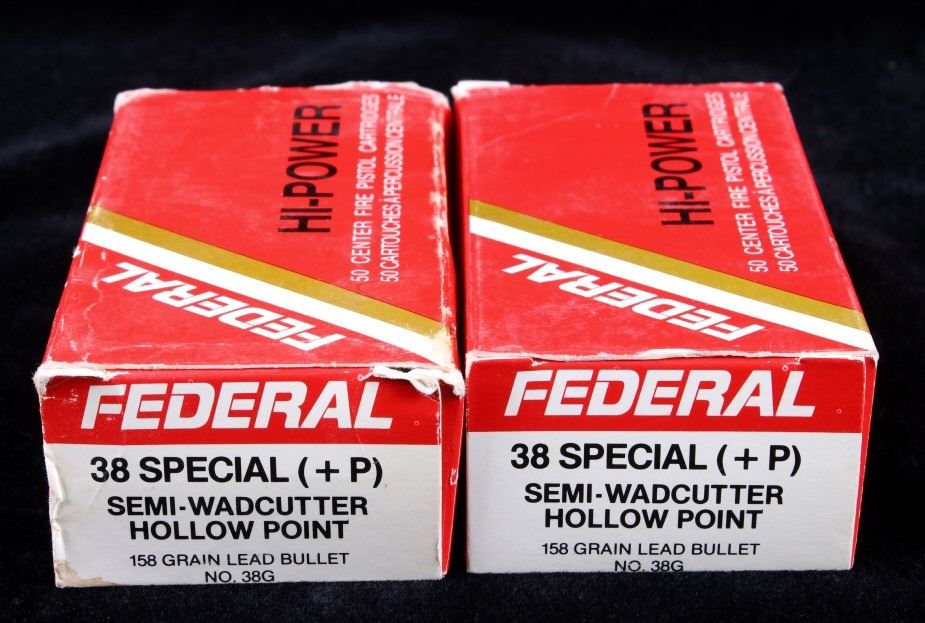 HI-POWER
50 CENTER FIRE PISTOL CARTRIDGES
50 CARTOUCHES À PERCUSSION CENTRALE
FEDERAL
FEDERAL
38 SPECIAL (+ P)
SEMI-WADCUTTER
HOLLOW POINT
158 GRAIN LEAD BULLET
NO. 38G
HI-POWER
50 CENTER FIRE PISTOL CARTRIDGES
50 CARTOUCHES À PERCUSSION CENTRALE
FEDERAL
FEDERAL
38 SPECIAL (+ P)
SEMI-WADCUTTER
HOLLOW POINT
158 GRAIN LEAD BULLET
NO. 38G